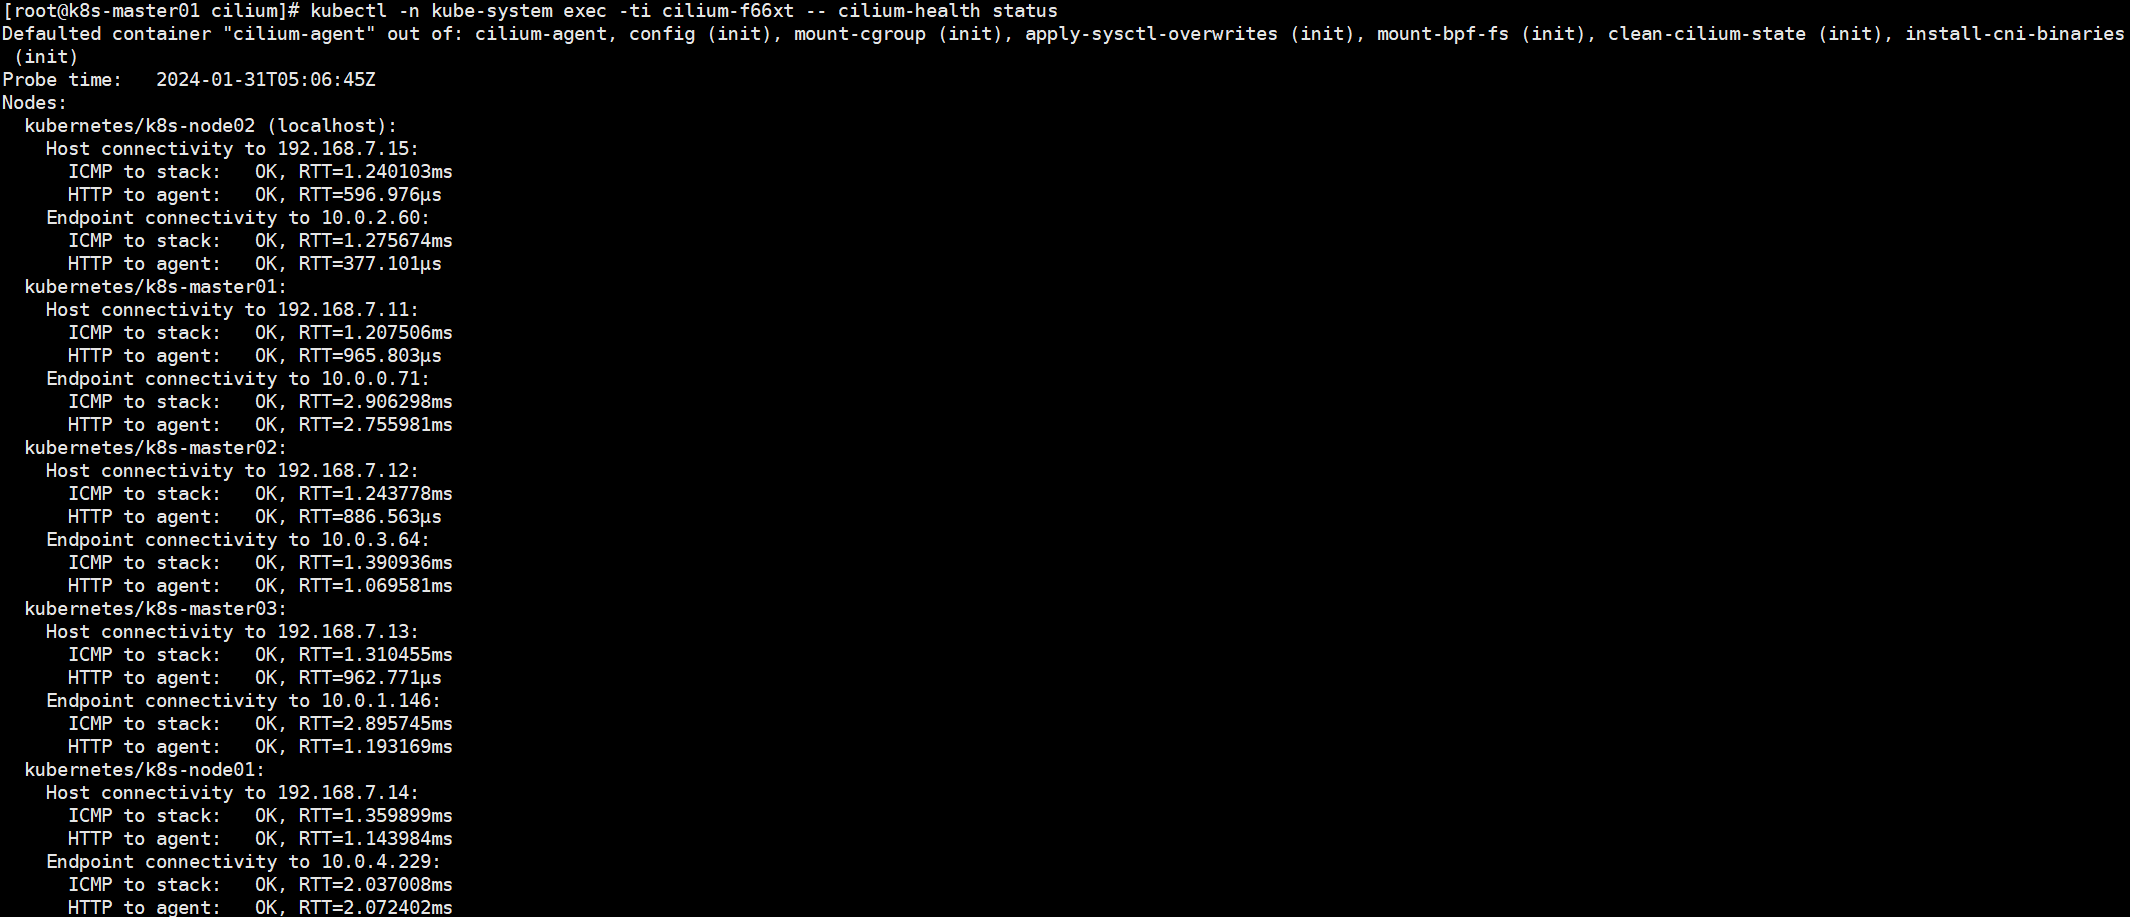 [root@k8s-master01 cilium]# kubectl -n kube-system exec -ti cilium-f66xt -- cilium-health status
Defaulted container "cilium-agent" out of: cilium-agent, config (init), mount-cgroup (init), apply-sysctl-overwrites (init), mount-bpf-fs (init), clean-cilium-state (init), install-cni-binaries
 (init)
Probe time:   2024-01-31T05:06:45Z
Nodes:
  kubernetes/k8s-node02 (localhost):
    Host connectivity to 192.168.7.15:
      ICMP to stack:   OK, RTT=1.240103ms
      HTTP to agent:   OK, RTT=596.976µs
    Endpoint connectivity to 10.0.2.60:
      ICMP to stack:   OK, RTT=1.275674ms
      HTTP to agent:   OK, RTT=377.101µs
  kubernetes/k8s-master01:
    Host connectivity to 192.168.7.11:
      ICMP to stack:   OK, RTT=1.207506ms
      HTTP to agent:   OK, RTT=965.803µs
    Endpoint connectivity to 10.0.0.71:
      ICMP to stack:   OK, RTT=2.906298ms
      HTTP to agent:   OK, RTT=2.755981ms
  kubernetes/k8s-master02:
    Host connectivity to 192.168.7.12:
      ICMP to stack:   OK, RTT=1.243778ms
      HTTP to agent:   OK, RTT=886.563µs
    Endpoint connectivity to 10.0.3.64:
      ICMP to stack:   OK, RTT=1.390936ms
      HTTP to agent:   OK, RTT=1.069581ms
  kubernetes/k8s-master03:
    Host connectivity to 192.168.7.13:
      ICMP to stack:   OK, RTT=1.310455ms
      HTTP to agent:   OK, RTT=962.771µs
    Endpoint connectivity to 10.0.1.146:
      ICMP to stack:   OK, RTT=2.895745ms
      HTTP to agent:   OK, RTT=1.193169ms
  kubernetes/k8s-node01:
    Host connectivity to 192.168.7.14:
      ICMP to stack:   OK, RTT=1.359899ms
      HTTP to agent:   OK, RTT=1.143984ms
    Endpoint connectivity to 10.0.4.229:
      ICMP to stack:   OK, RTT=2.037008ms
      HTTP to agent:   OK, RTT=2.072402ms